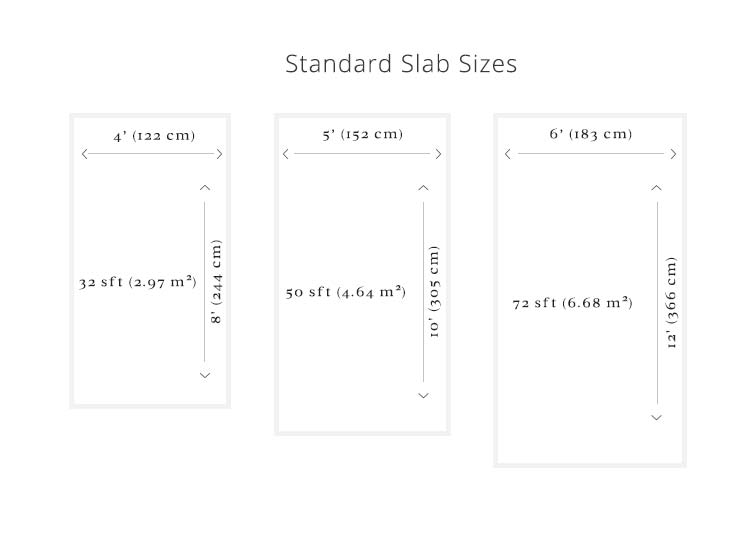 Standard Slab Sizes
4’ (122 cm)
32 sft (2.97 m²)
8' (244 cm)
5’ (152 cm)
50 sft (4.64 m²)
10' (305 cm)
6’ (183 cm)
72 sft (6.68 m²)
12' (366 cm)